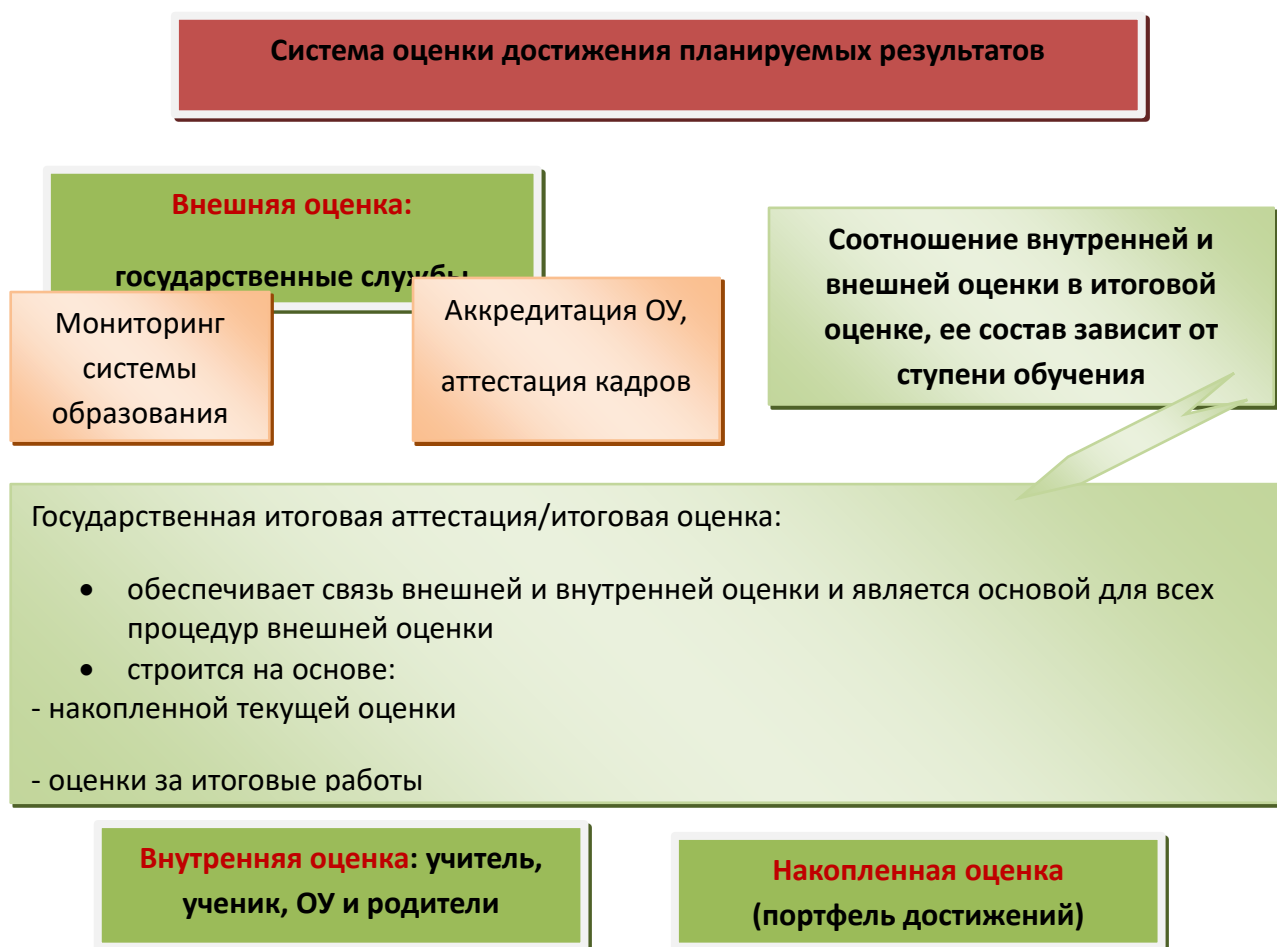 Система оценки достижения планируемых результатов
Внешняя оценка:
государственные службы
Мониторинг
системы
образования
Аккредитация ОУ,
аттестация кадров
Соотношение внутренней и
внешней оценки в итоговой
оценке, ее состав зависит от
ступени обучения
Государственная итоговая аттестация/итоговая оценка:
• обеспечивает связь внешней и внутренней оценки и является основой для всех
процедур внешней оценки
• строится на основе:
- накопленной текущей оценки
- оценки за итоговые работы
Внутренняя оценка: учитель,
ученик, ОУ и родители
Накопленная оценка
(портфель достижений)